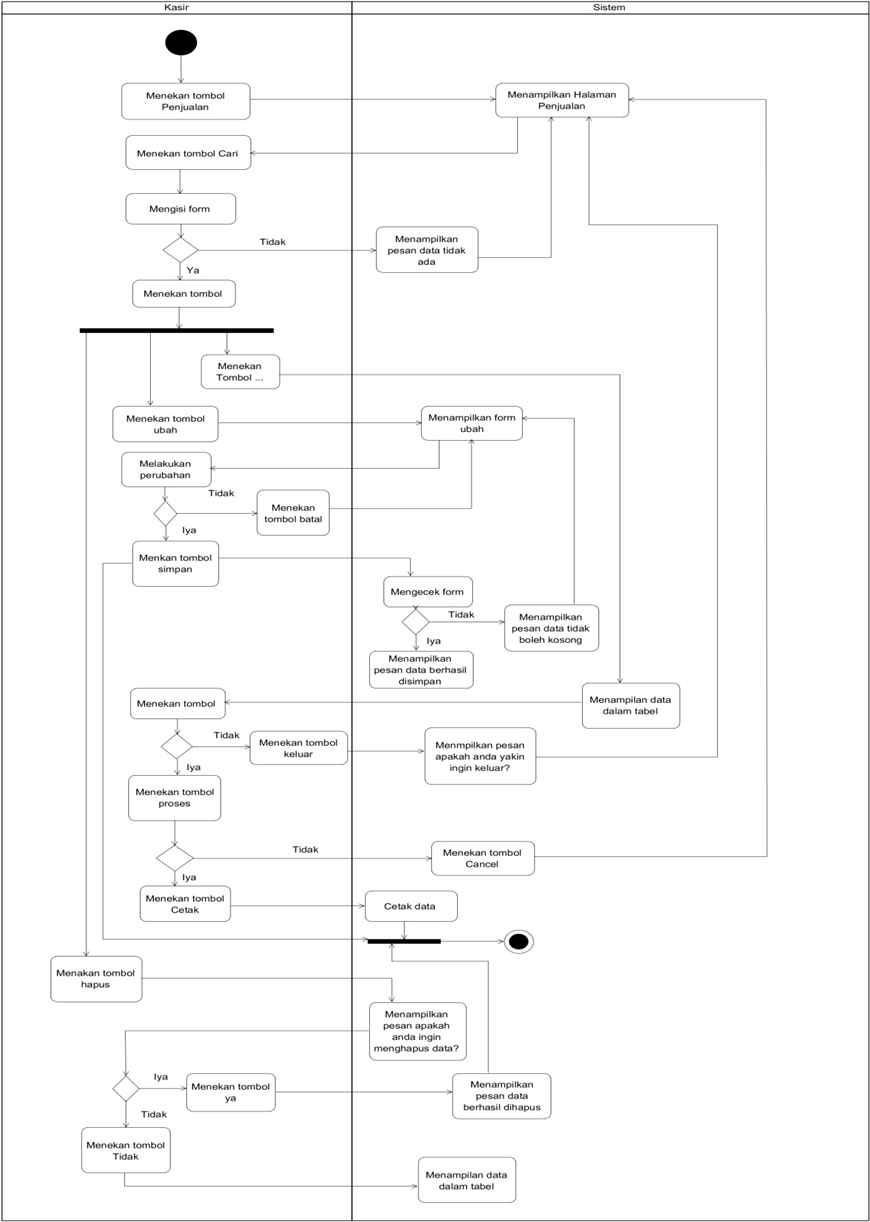 Kasir
Sistem
Menekan tombol
Penjualan
Menampilkan Halaman
Penjualan
Menekan tombol Cari
Mengisi form
Tidak
Menampilkan
pesan data tidak
ada
Ya
Menekan tombol
Menekan
Tombol ...
Menekan tombol
ubah
Menampilkan form
ubah
Melakukan
perubahan
Tidak
Menekan
tombol batal
Iya
Menkan tombol
simpan
Mengecek form
Tidak
Menampilkan
pesan data tidak
boleh kosong
Iya
Menampilkan
pesan data berhasil
disimpan
Menampilan data
dalam tabel
Menekan tombol
Tidak
Menekan tombol
keluar
Menmpilkan pesan
apakah anda yakin
ingin keluar?
Iya
Menekan tombol
proses
Tidak
Menekan tombol
Cancel
Iya
Menekan tombol
Cetak
Cetak data
Menakan tombol
hapus
Menampilkan
pesan apakah
anda ingin
menghapus data?
Iya
Menekan tombol
ya
Menampilkan
pesan data
berhasil dihapus
Tidak
Menekan tombol
Tidak
Menampilan data
dalam tabel